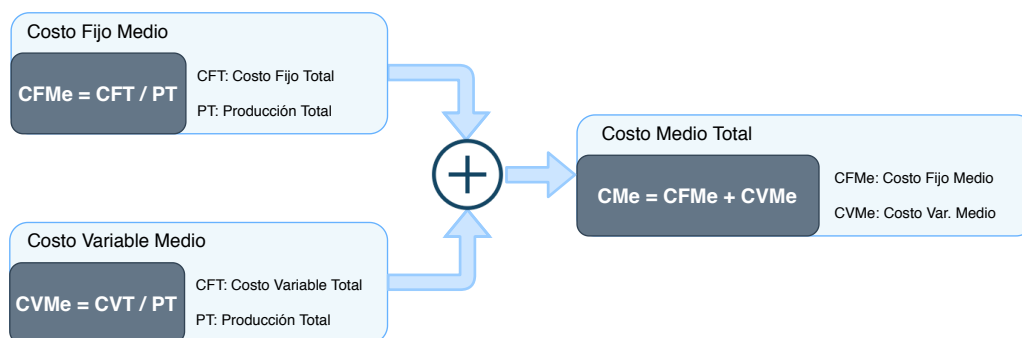 Costo Fijo Medio
CFMe = CFT / PT
CFT: Costo Fijo Total
PT: Producción Total
Costo Variable Medio
CVMe = CVT / PT
CFT: Costo Variable Total
PT: Producción Total
Costo Medio Total
CMe = CFMe + CVMe
CFMe: Costo Fijo Medio
CVMe: Costo Var. Medio